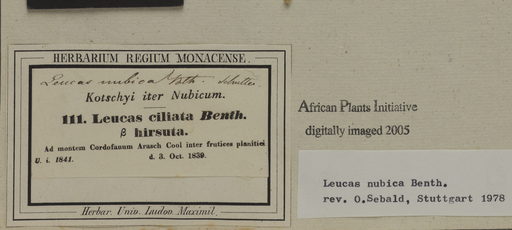 HERBARIUM REGIUM MONACENSE.
Leucas nubica Bth.
Kotschyi iter Nubicum.
111. Leucas ciliata Benth.
β hirsuta.
Ad montem Cordofanum Arasch Cool inter frutices planitiei
U. i. 1841. d. 3. Oct. 1839.
Herbar. Univ. Ludov. Maximil.
African Plants Initiative
digitally imaged 2005
Leucas nubica Benth.
rev. O.Sebald, Stuttgart 1978